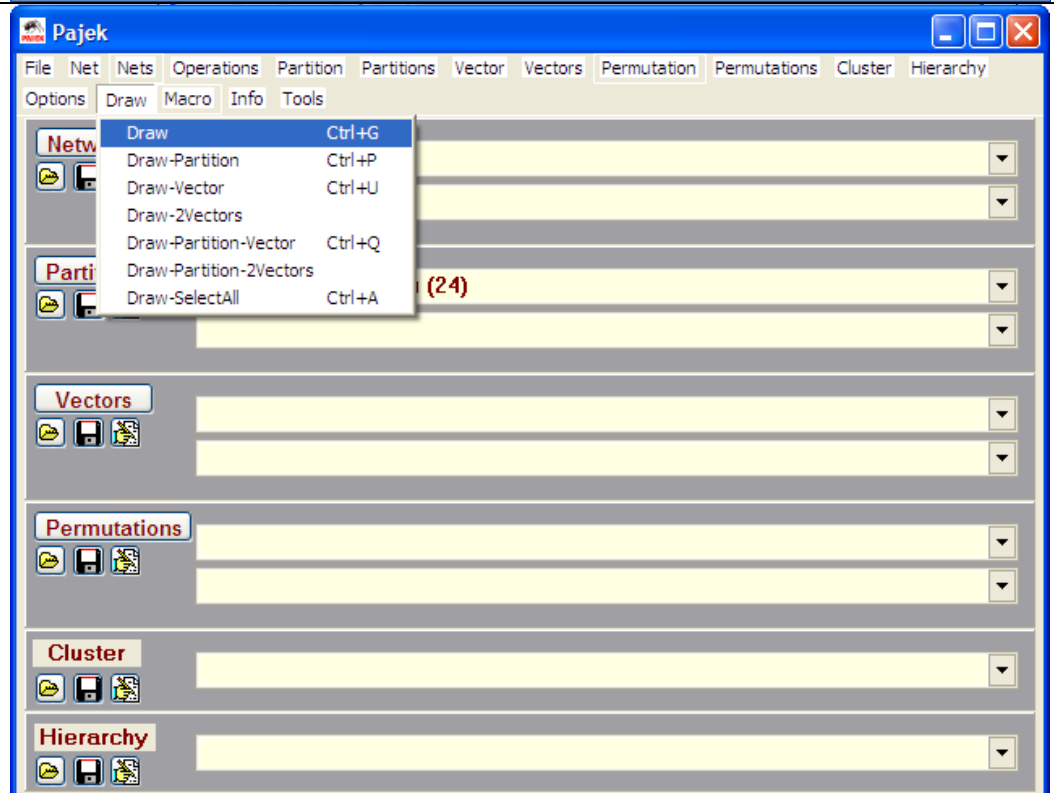 Pajek
File Net Nets Operations Partition Partitions Vector Vectors Permutation Permutations Cluster Hierarchy
Options Draw Macro Info Tools
Draw Ctrl+G
Draw-Partition Ctrl+P
Draw-Vector Ctrl+U
Draw-2Vectors
Draw-Partition-Vector Ctrl+Q
Draw-Partition-2Vectors
Draw-SelectAll Ctrl+A
Netw
Parti
(24)
Vectors
Permutations
Cluster
Hierarchy